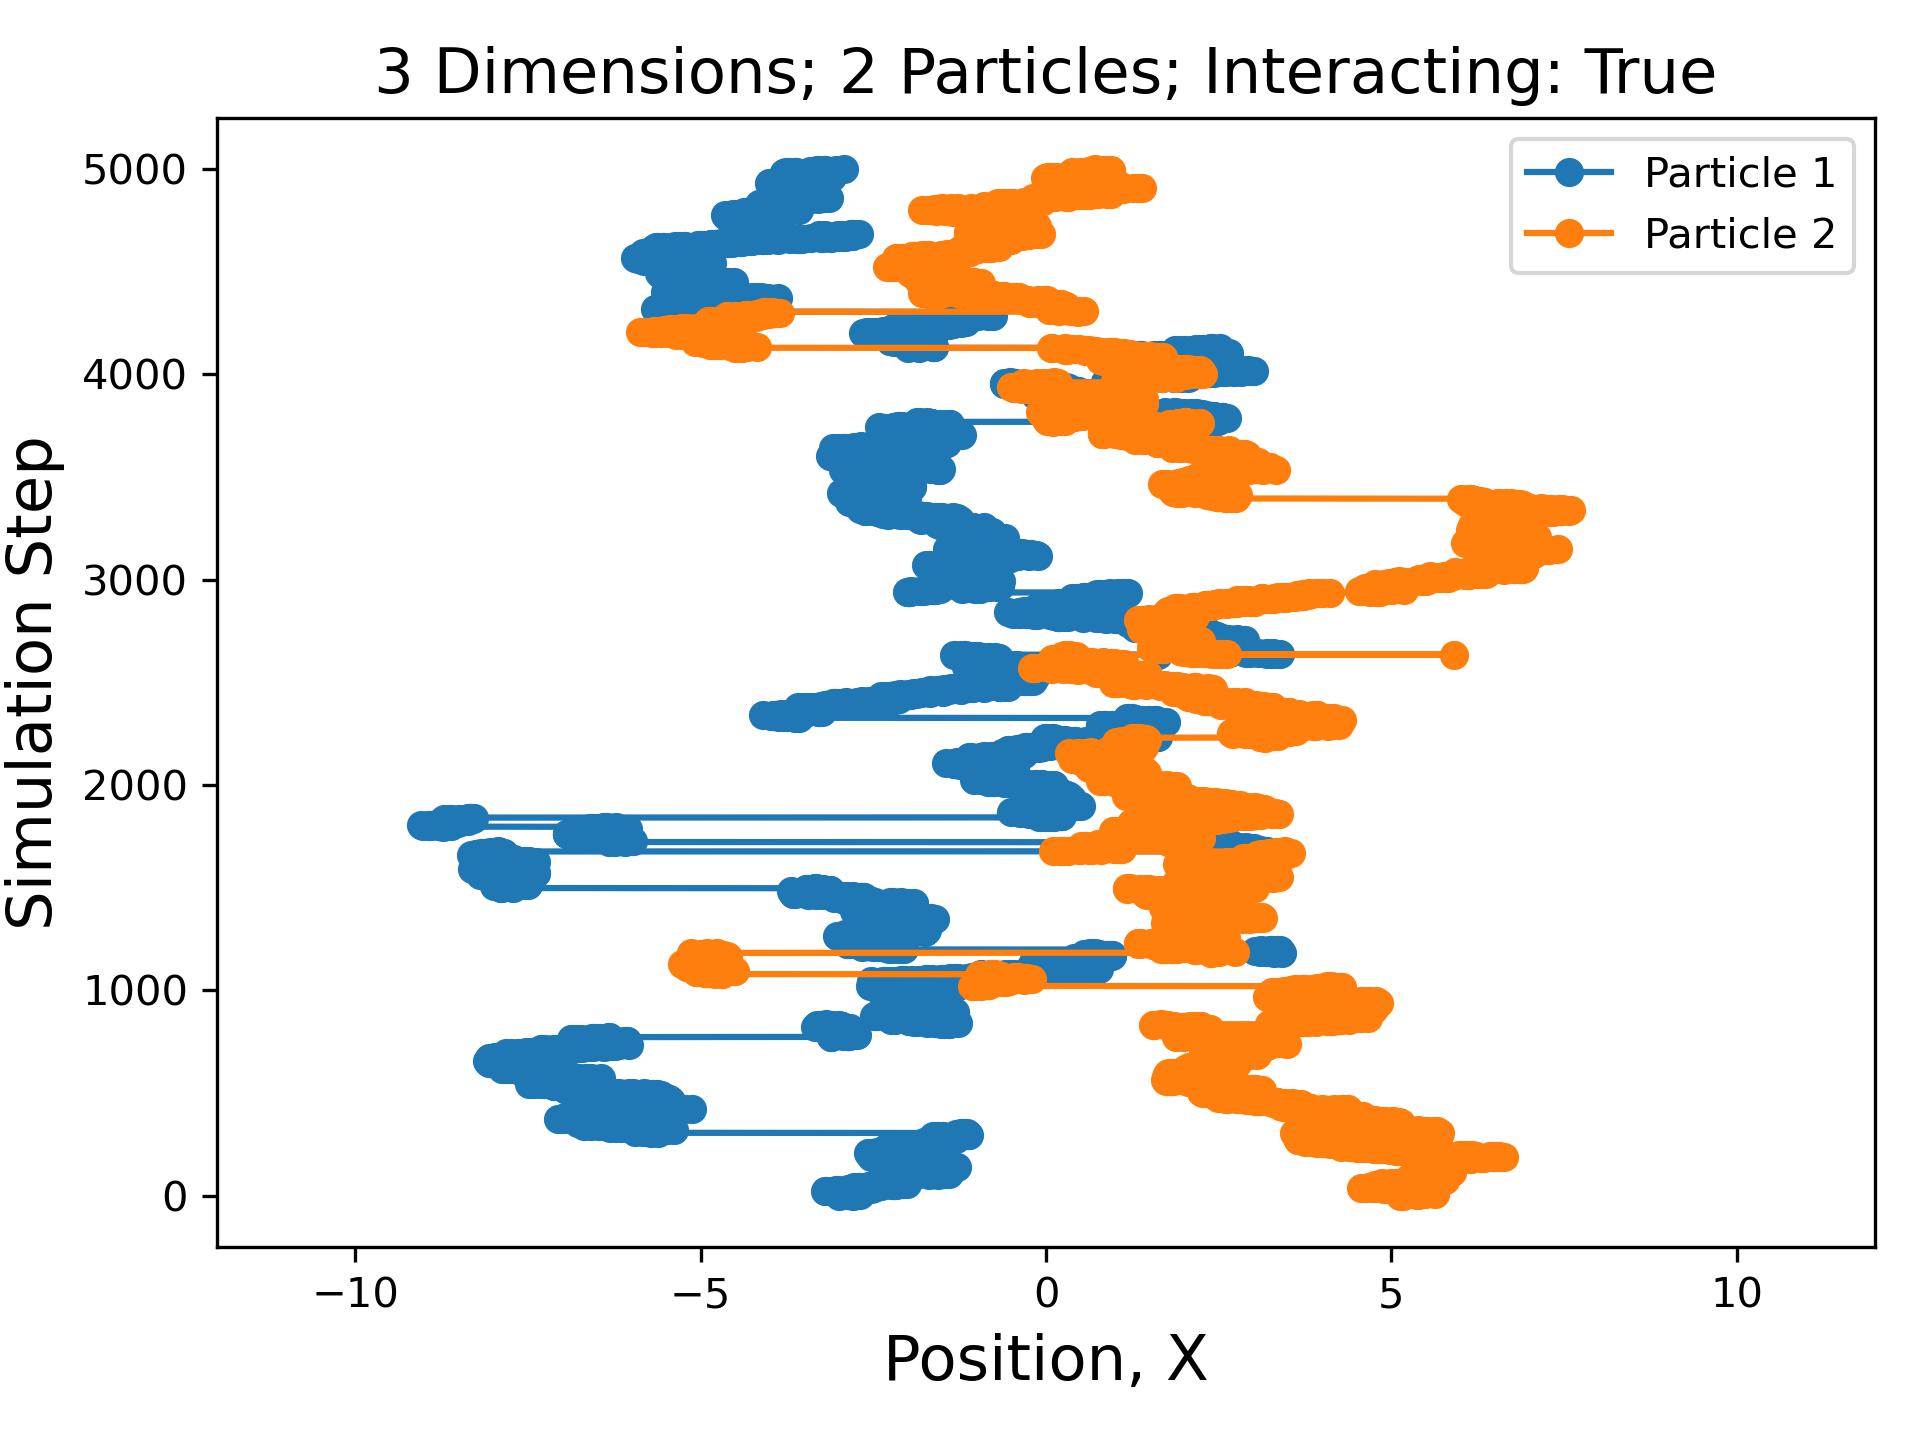 3 Dimensions; 2 Particles; Interacting: True
Particle 1
Particle 2
5000
4000
3000
2000
1000
0
Simulation Step
−10
−5
0
5
10
Position, X